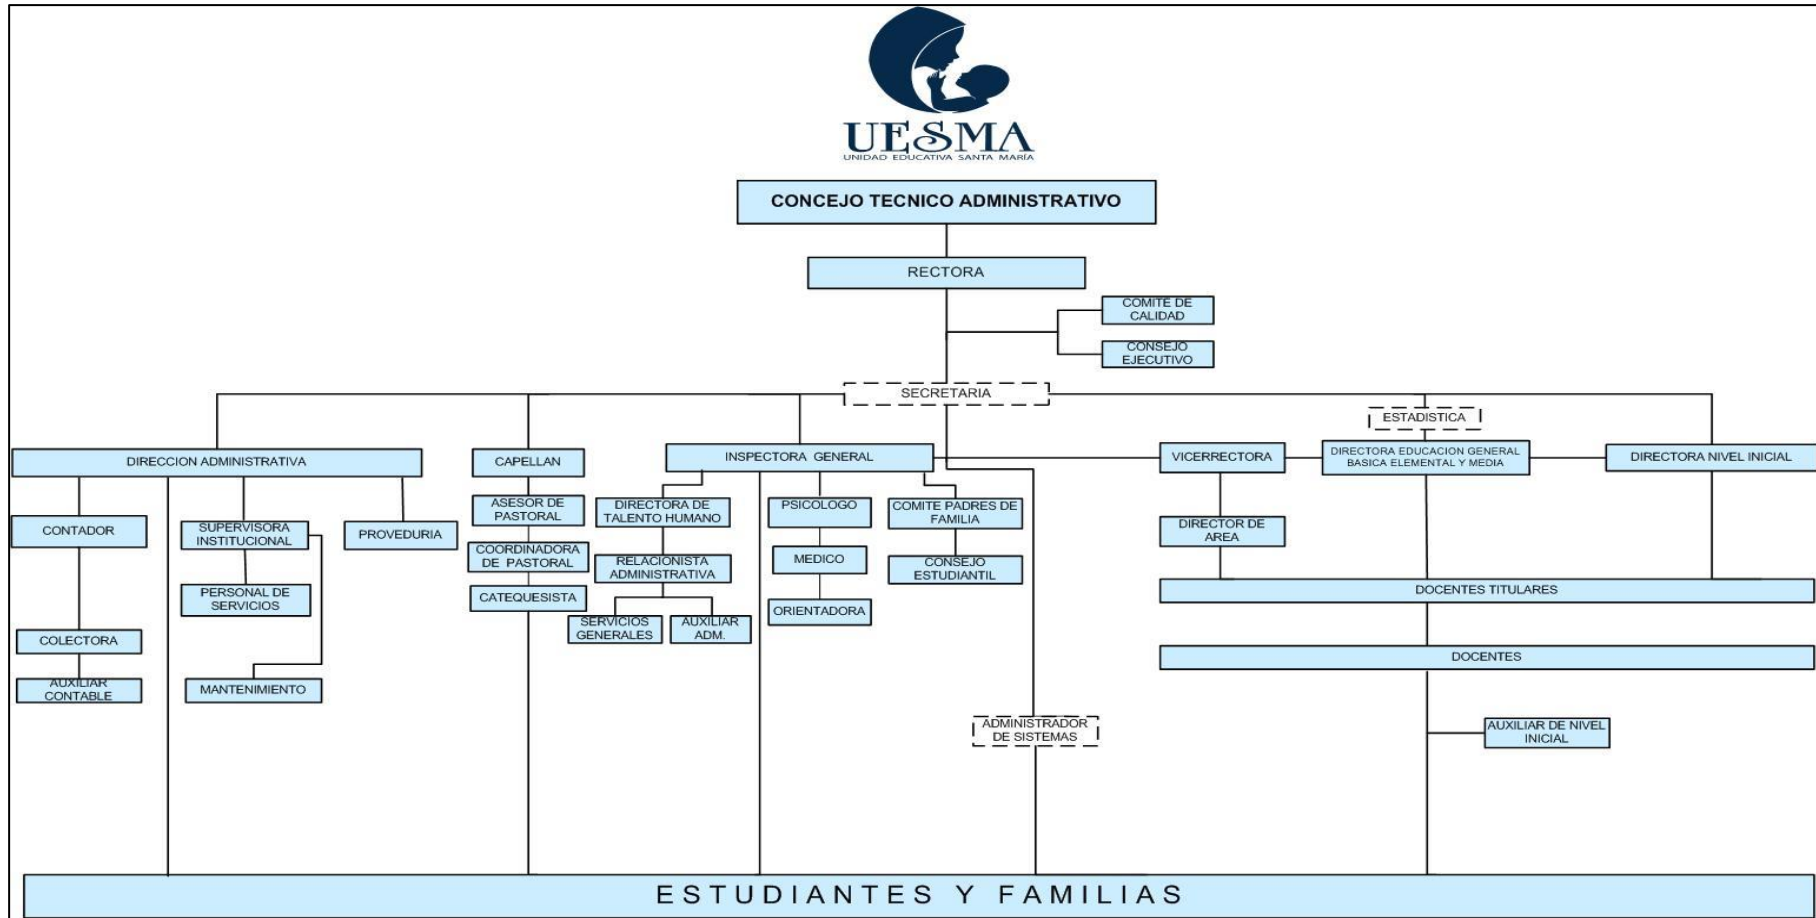 UESMA
UNIDAD EDUCATIVA SANTA MARÍA
CONCEJO TECNICO ADMINISTRATIVO
RECTORA
COMITÉ DE
CALIDAD
CONSEJO
EJECUTIVO
SECRETARIA
ESTADISTICA
DIRECCION ADMINISTRATIVA
CAPELLAN
INSPECTORA GENERAL
VICERRECTORA
DIRECTORA EDUCACION GENERAL
BASICA ELEMENTAL Y MEDIA
DIRECTORA NIVEL INICIAL
CONTADOR
SUPERVISORA
INSTITUCIONAL
PROVEDURIA
ASESOR DE
PASTORAL
DIRECTORA DE
TALENTO HUMANO
PSICOLOGO
COMITE PADRES DE
FAMILIA
DIRECTOR DE
AREA
COORDINADORA
DE PASTORAL
RELACIONISTA
ADMINISTRATIVA
MEDICO
CONSEJO
ESTUDIANTIL
PERSONAL DE
SERVICIOS
CATEQUESISTA
DOCENTES TITULARES
ORIENTADORA
SERVICIOS
GENERALES
AUXILIAR
ADM.
COLECTORA
DOCENTES
AUXILIAR
CONTABLE
MANTENIMIENTO
ADMINISTRADOR
DE SISTEMAS
AUXILIAR DE NIVEL
INICIAL
ESTUDIANTES Y FAMILIAS